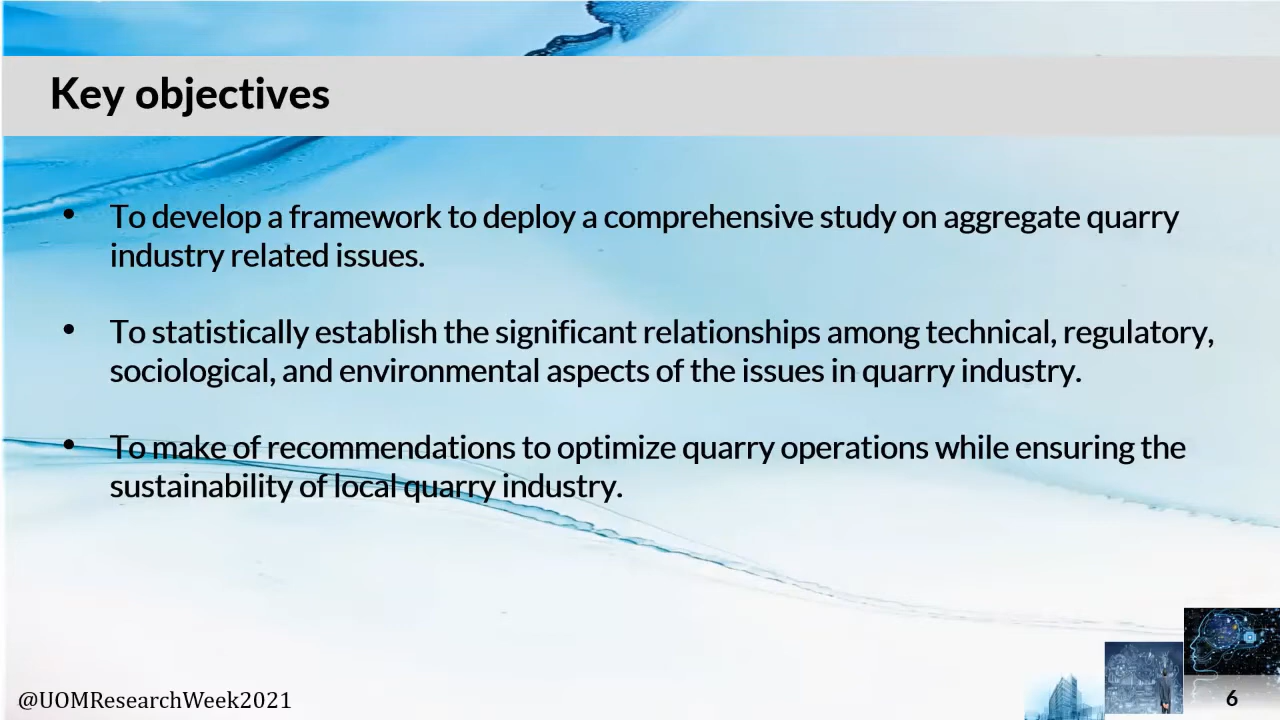 Key objectives
• To develop a framework to deploy a comprehensive study on aggregate quarry
industry related issues.
• To statistically establish the significant relationships among technical, regulatory,
sociological, and environmental aspects of the issues in quarry industry.
• To make of recommendations to optimize quarry operations while ensuring the
sustainability of local quarry industry.
@UOMResearchWeek2021
6